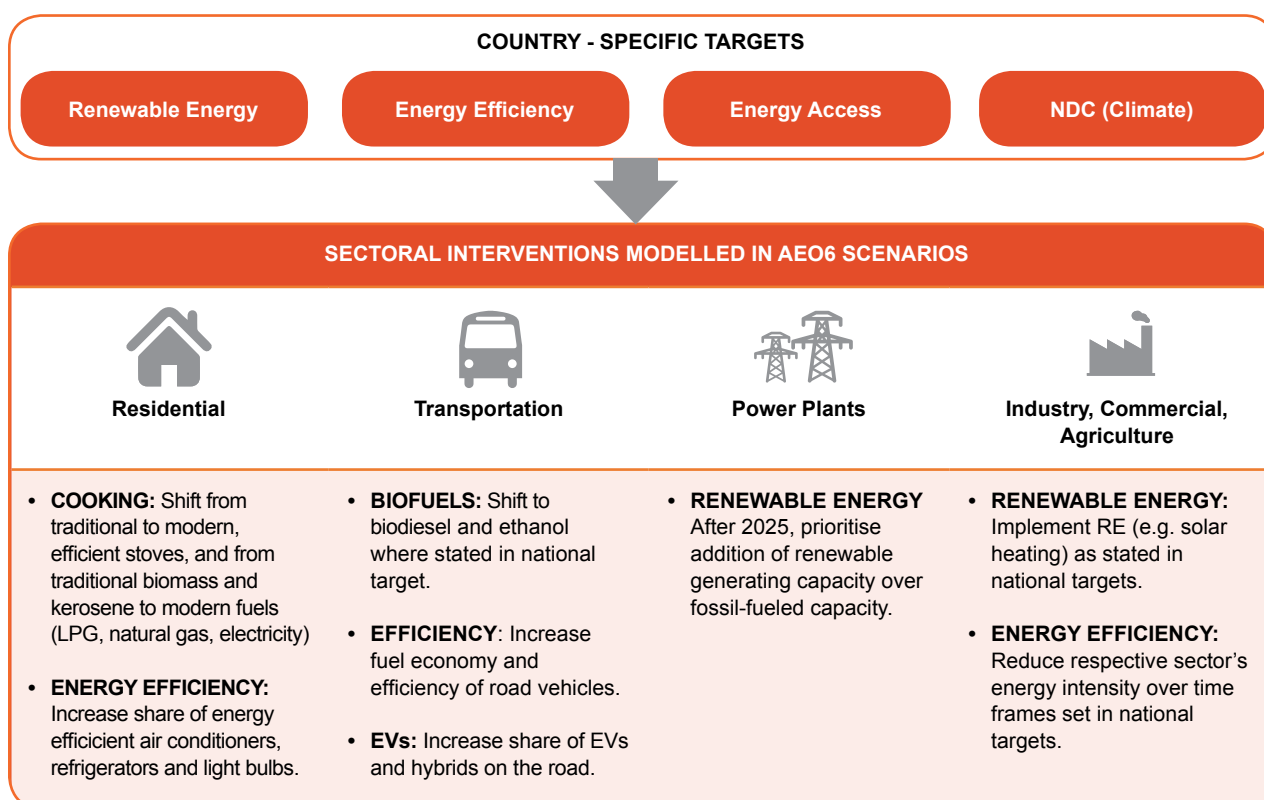 COUNTRY - SPECIFIC TARGETS
Renewable Energy
Energy Efficiency
Energy Access
NDC (Climate)
SECTORAL INTERVENTIONS MODELLED IN AEO6 SCENARIOS
Residential
Transportation
Power Plants
Industry, Commercial,
Agriculture
• COOKING: Shift from
traditional to modern,
efficient stoves, and from
traditional biomass and
kerosene to modern fuels
(LPG, natural gas, electricity)
• ENERGY EFFICIENCY:
Increase share of energy
efificient air conditioners,
refrigerators and light bulbs.
• BIOFUELS: Shift to
biodiesel and ethanol
where stated in national
target.
• EFFICIENCY: Increase
fuel economy and
efficiency of road vehicles.
• EVs: Increase share of EVs
and hybrids on the road.
• RENEWABLE ENERGY
After 2025, prioritise
addition of renewable
generating capacity over
fossil-fueled capacity.
• RENEWABLE ENERGY:
Implement RE (e.g. solar
heating) as stated in
national targets.
• ENERGY EFFICIENCY:
Reduce respective sector's
energy intensity over time
frames set in national
targets.